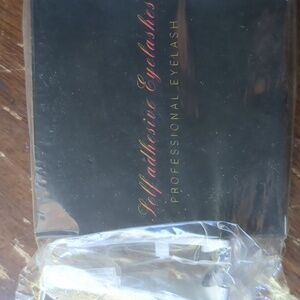 Self adhesive Eyelashes
PROFESSIONAL EYELASH